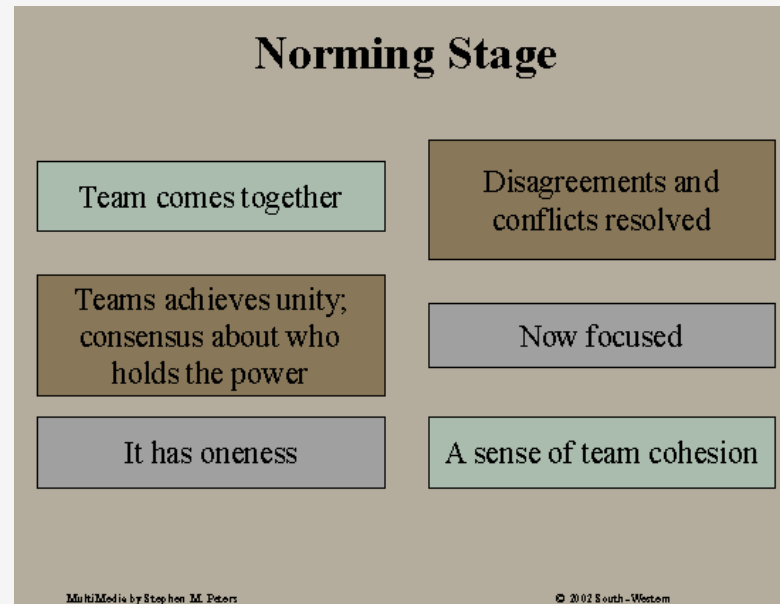 Norming Stage
Team comes together
Disagreements and
conflicts resolved
Teams achieves unity;
consensus about who
holds the power
Now focused
It has oneness
A sense of team cohesion
MultiMedia by Stephen M. Peters
© 2002 South-Western